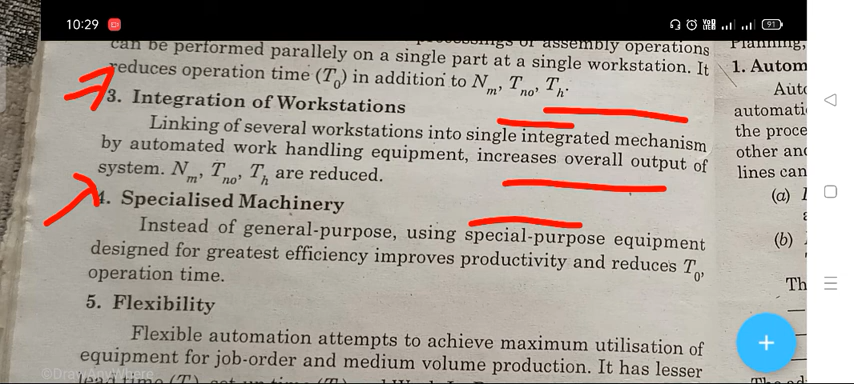 10:29
91
can be performed parallely on a single part at a single workstation. It
reduces operation time (T₀) in addition to Nₘ, Tₙₒ, Tₕ.
3. Integration of Workstations
Linking of several workstations into single integrated mechanism
by automated work handling equipment, increases overall output of
system. Nₘ, Tₙₒ, Tₕ are reduced.
4. Specialised Machinery
Instead of general-purpose, using special-purpose equipment
designed for greatest efficiency improves productivity and reduces T₀,
operation time.
5. Flexibility
Flexible automation attempts to achieve maximum utilisation of
equipment for job-order and medium volume production. It has lesser
Planning,
1. Autom
Auto
automati
the proce
other and
lines can
(a)
(b)
Th
©DrawAnyWhere